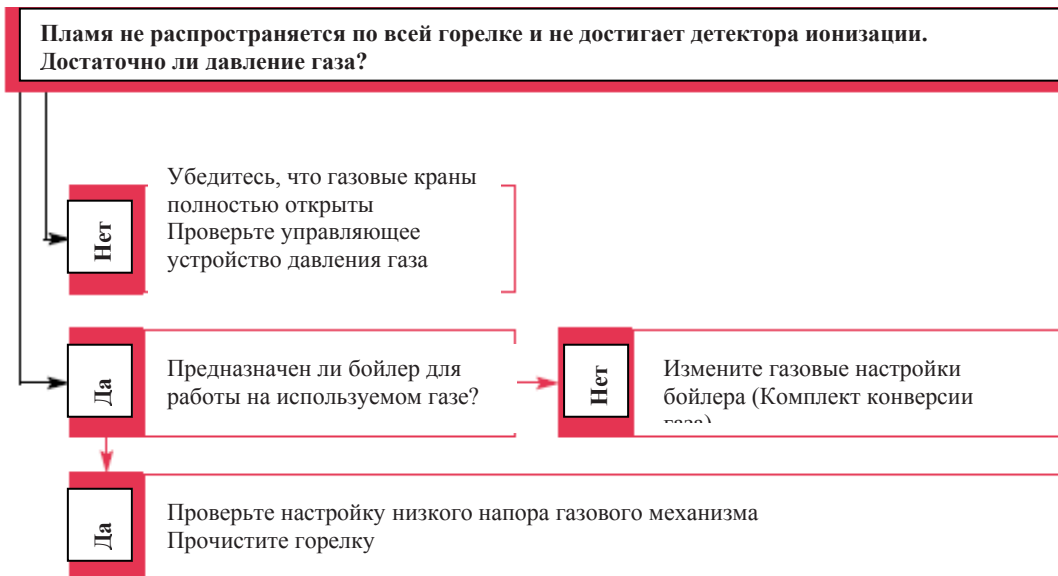 Пламя не распространяется по всей горелке и не достигает детектора ионизации.
Достаточно ли давление газа?
Нет
Убедитесь, что газовые краны
полностью открыты
Проверьте управляющее
устройство давления газа
Да
Предназначен ли бойлер для
работы на используемом газе?
Нет
Измените газовые настройки
бойлера (Комплект конверсии
газа)
Да
Проверьте настройку низкого напора газового механизма
Прочистите горелку